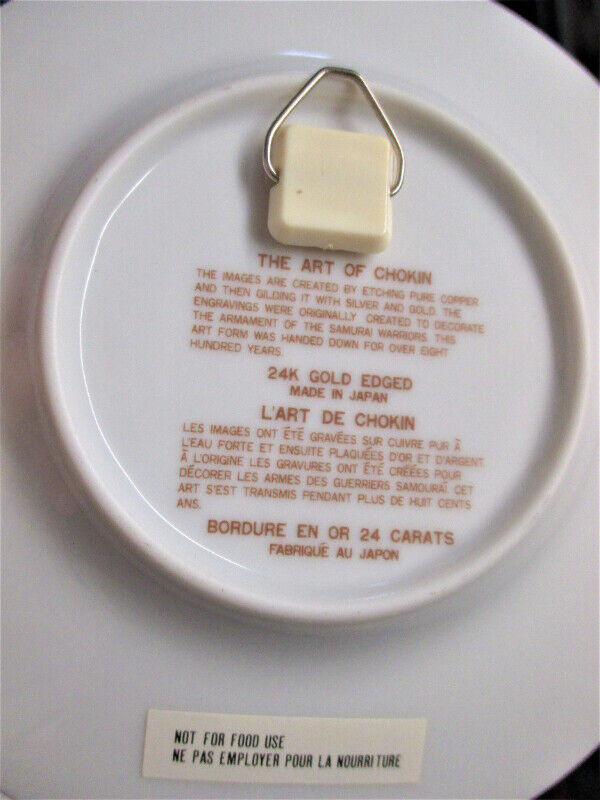 THE ART OF CHOKIN
THE IMAGES ARE CREATED BY ETCHING PURE COPPER
AND THEN GILDING IT WITH SILVER AND GOLD. THE
ENGRAVINGS WERE ORIGINALLY CREATED TO DECORATE
THE ARMAMENT OF THE SAMURAI WARRIORS. THIS
ART FORM WAS HANDED DOWN FOR OVER EIGHT
HUNDRED YEARS.
24K GOLD EDGED
MADE IN JAPAN
L'ART DE CHOKIN
LES IMAGES ONT ÉTÉ GRAVÉES SUR CUIVRE PUR À
L'EAU FORTE ET ENSUITE PLAQUÉES D'OR ET D'ARGENT.
À L'ORIGINE LES GRAVURES ONT ÉTÉ CRÉÉES POUR
DÉCORER LES ARMES DES GUERRIERS SAMOURAÏ. CET
ART S'EST TRANSMIS PENDANT PLUS DE HUIT CENTS
ANS.
BORDURE EN OR 24 CARATS
FABRIQUÉ AU JAPON
NOT FOR FOOD USE
NE PAS EMPLOYER POUR LA NOURRITURE